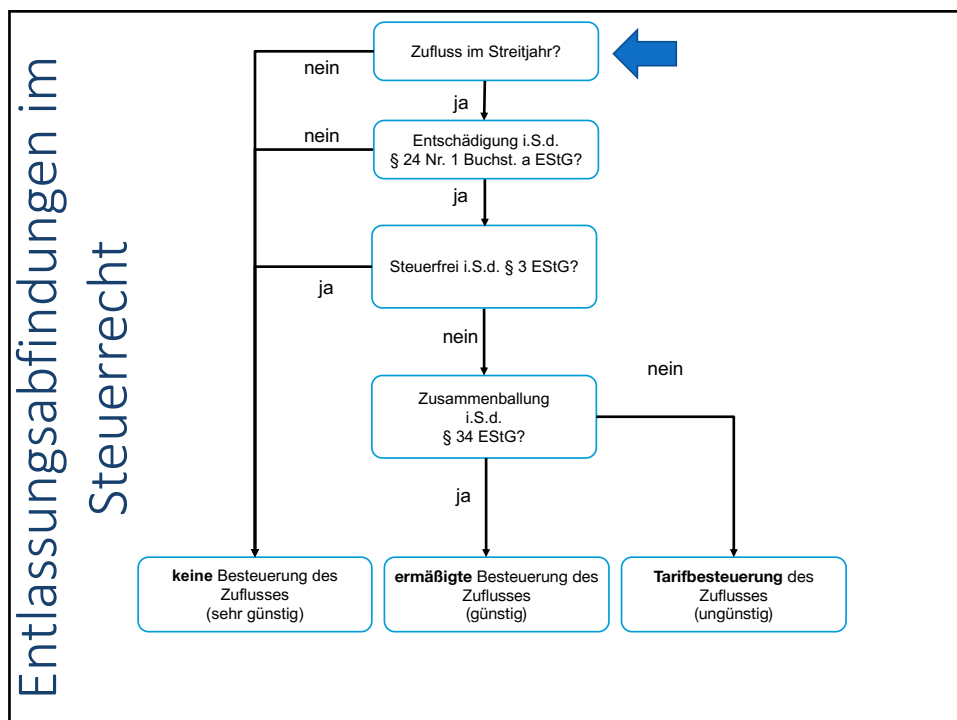 Entlassungsabfindungen im
Steuerrecht
Zufluss im Streitjahr?
nein
ja
Entschädigung i.S.d.
§ 24 Nr. 1 Buchst. a EStG?
nein
ja
Steuerfrei i.S.d. § 3 EStG?
ja
nein
Zusammenballung
i.S.d.
§ 34 EStG?
nein
ja
keine Besteuerung des
Zuflusses
(sehr günstig)
ermäßigte Besteuerung des
Zuflusses
(günstig)
Tarifbesteuerung des
Zuflusses
(ungünstig)